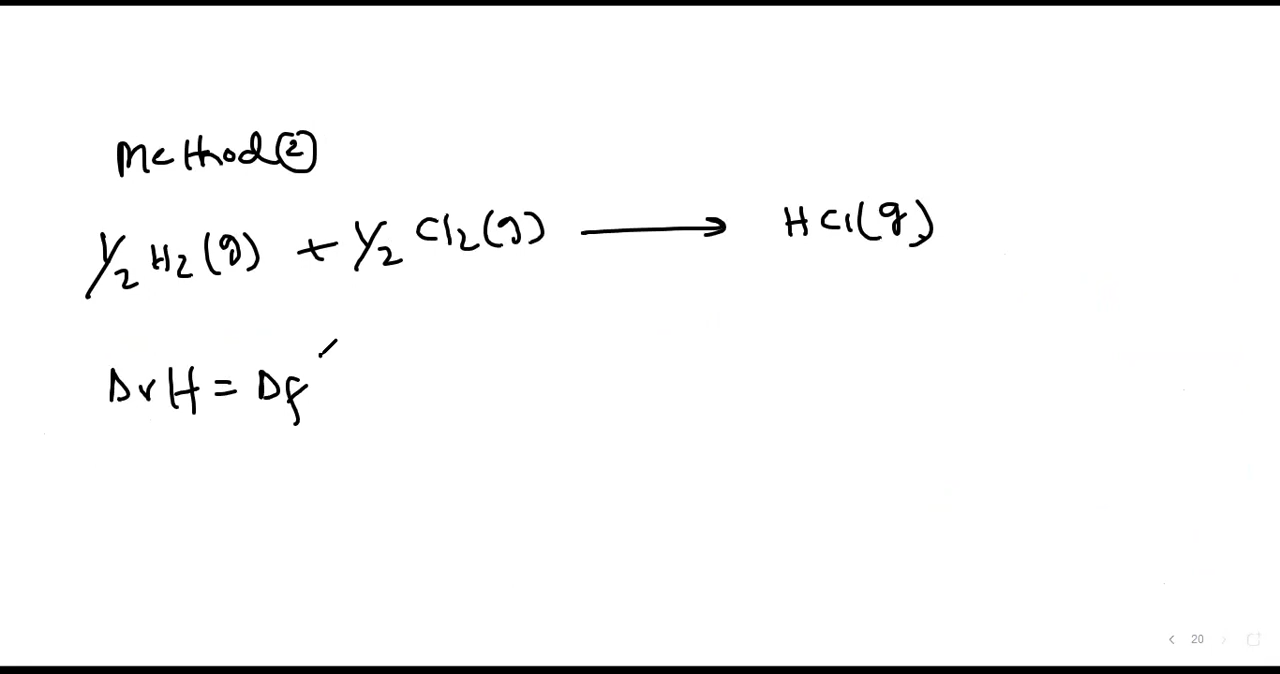 Method ②
1/2 H2(g) + 1/2 Cl2(g) ⟶ HCl(g)
ΔrH = Δf
< 20 >